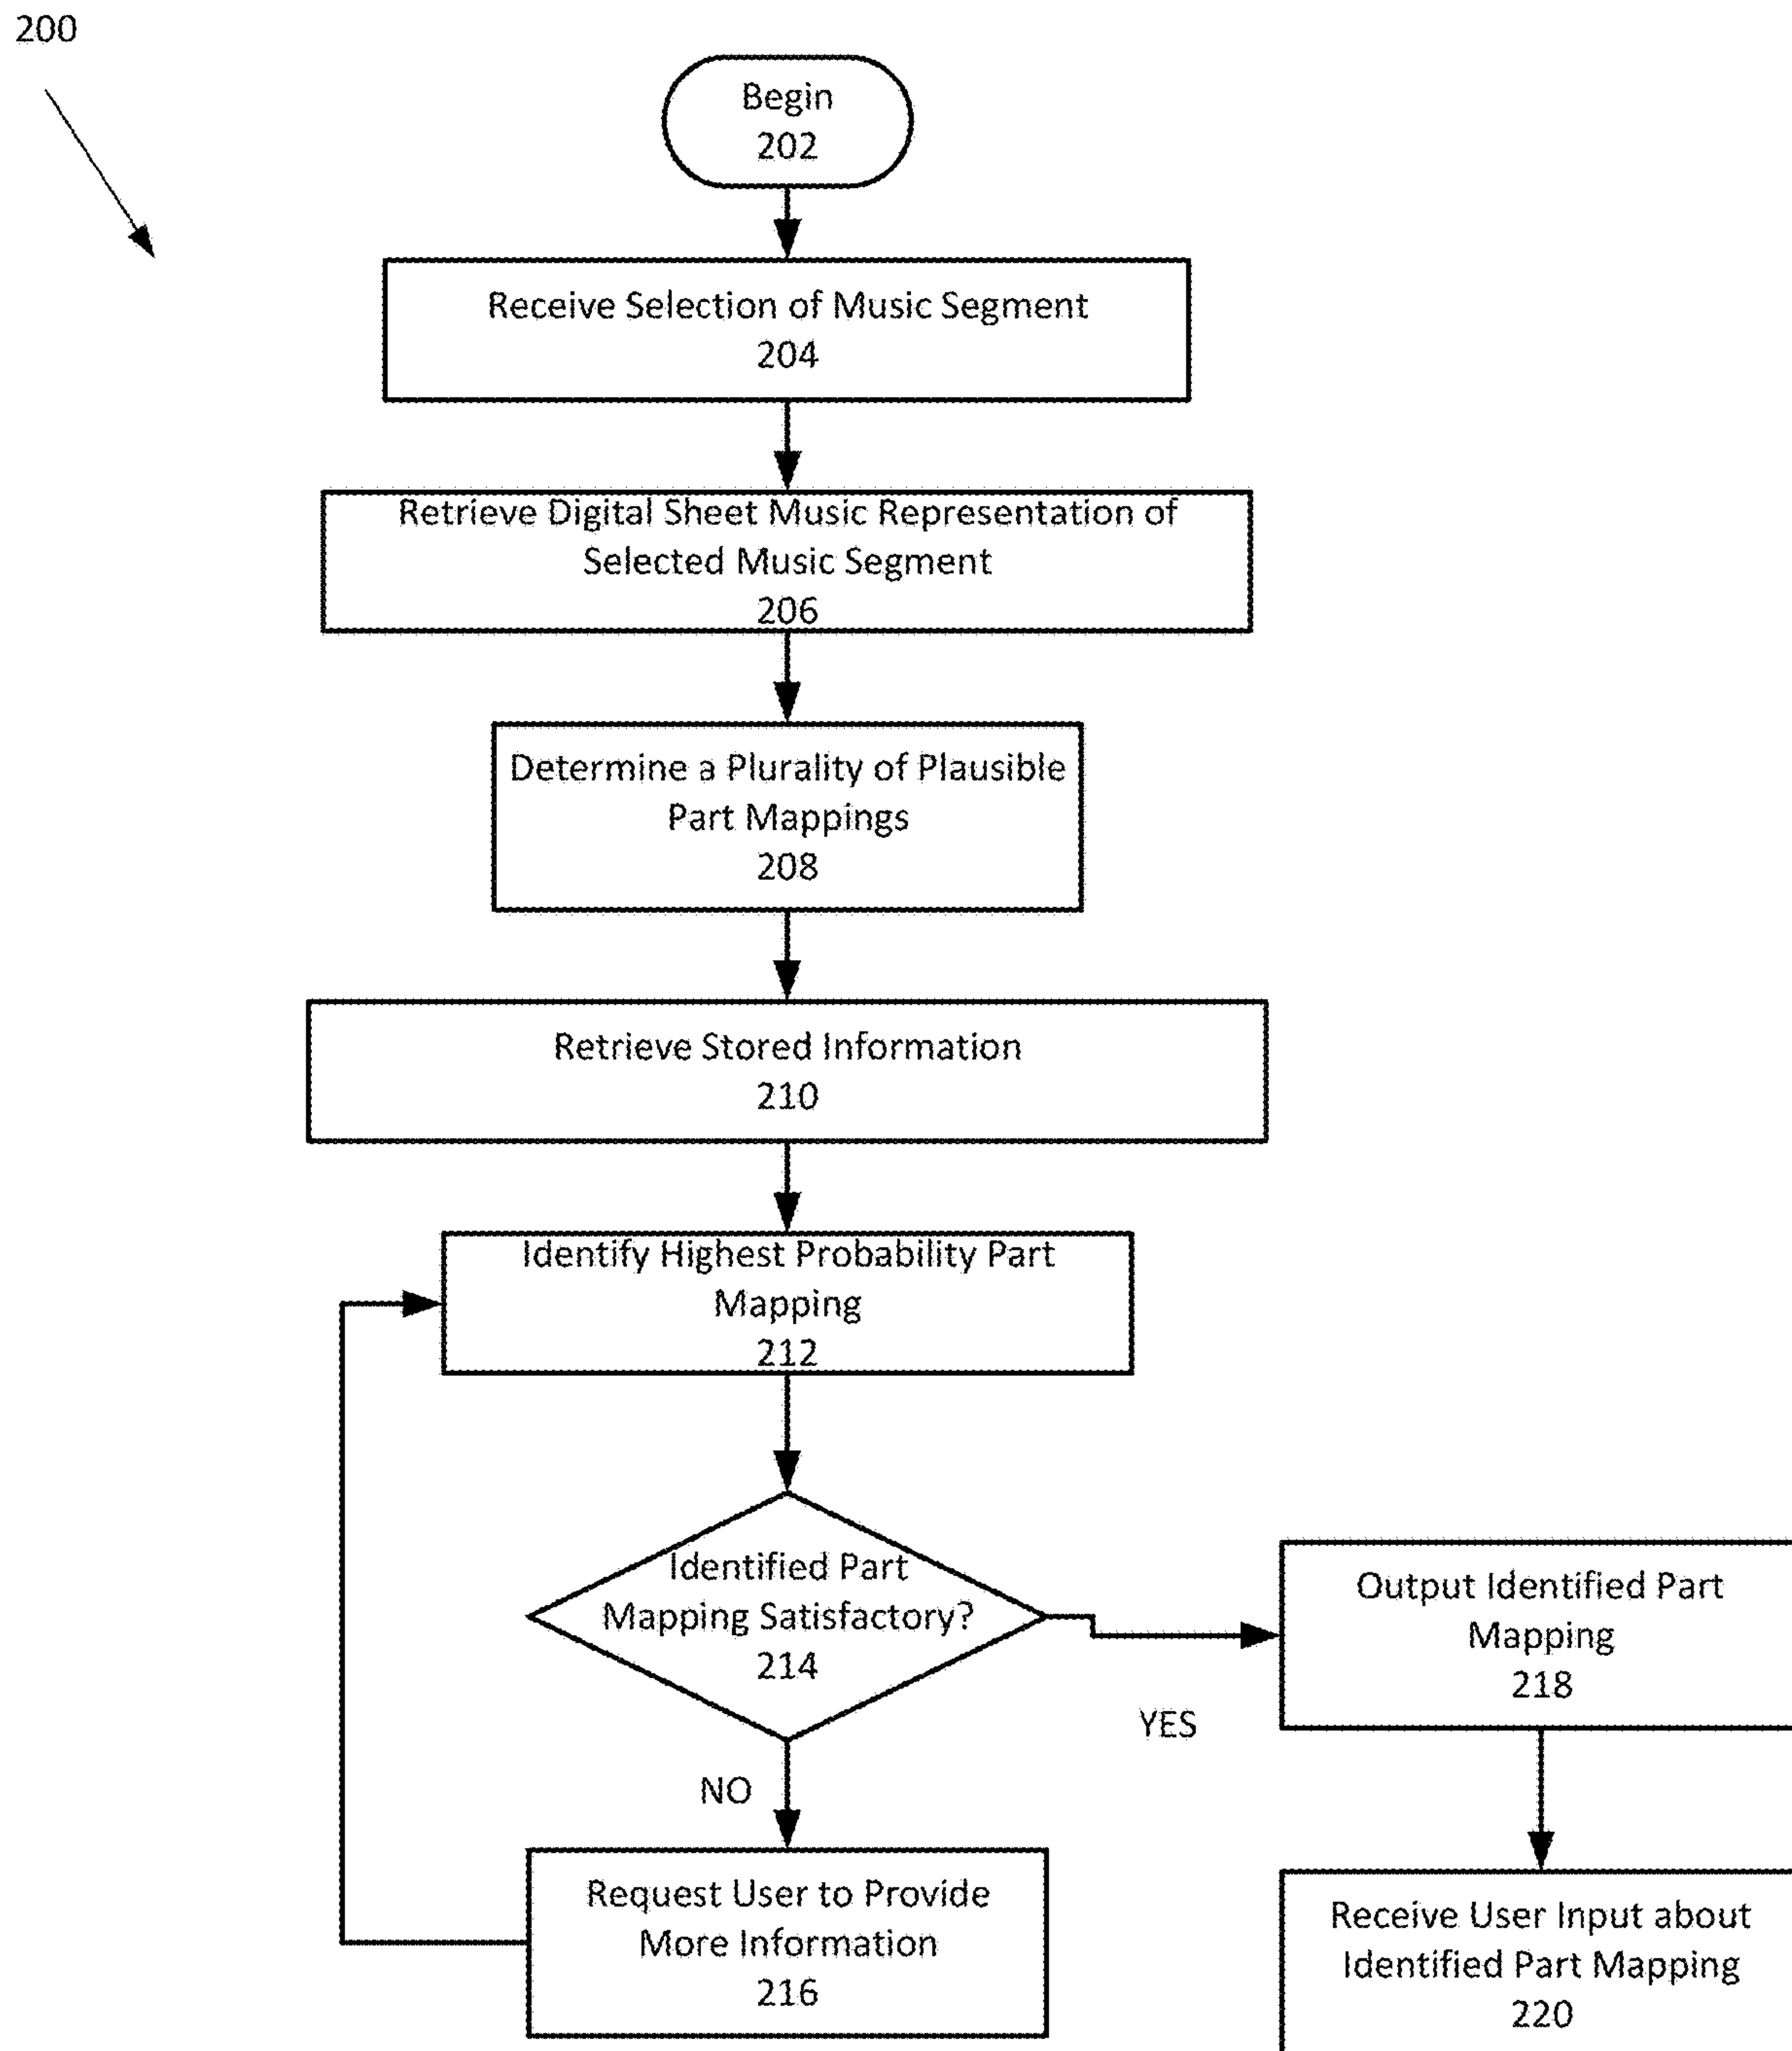 200
Begin
202
Receive Selection of Music Segment
204
Retrieve Digital Sheet Music Representation of
Selected Music Segment
206
Determine a Plurality of Plausible
Part Mappings
208
Retrieve Stored Information
210
Identify Highest Probability Part
Mapping
212
Identified Part
Mapping Satisfactory?
214
YES
NO
Output Identified Part
Mapping
218
Request User to Provide
More Information
216
Receive User Input about
Identified Part Mapping
220